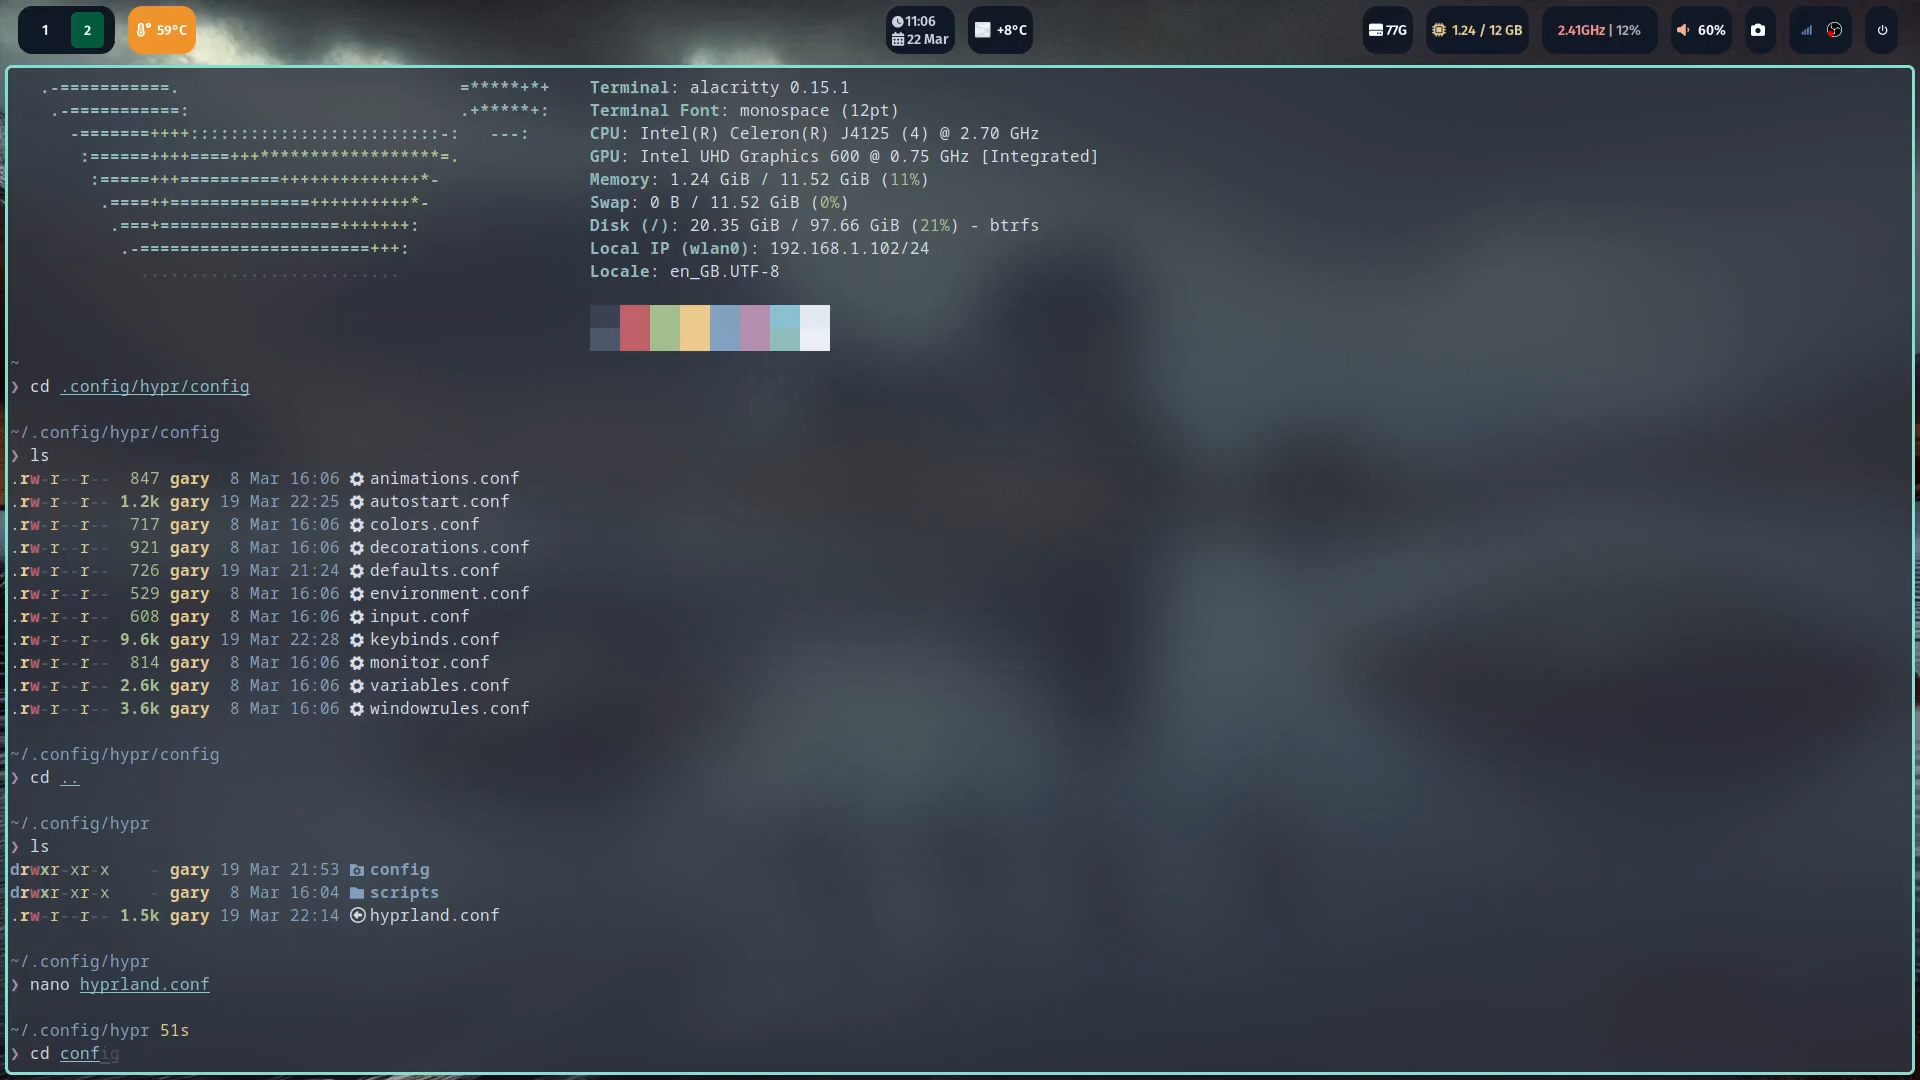 1 2 59°C 11:06 +8°C 77G 1.24 / 12 GB 2.41GHz | 12% 60%
22 Mar
Terminal: alacritty 0.15.1
Terminal Font: monospace (12pt)
CPU: Intel(R) Celeron(R) J4125 (4) @ 2.70 GHz
GPU: Intel UHD Graphics 600 @ 0.75 GHz [Integrated]
Memory: 1.24 GiB / 11.52 GiB (11%)
Swap: 0 B / 11.52 GiB (0%)
Disk (/): 20.35 GiB / 97.66 GiB (21%) - btrfs
Local IP (wlan0): 192.168.1.102/24
Locale: en_GB.UTF-8
~
❯ cd .config/hypr/config
~/.config/hypr/config
❯ ls
.rw-r--r-- 847 gary 8 Mar 16:06 animations.conf
.rw-r--r-- 1.2k gary 19 Mar 22:25 autostart.conf
.rw-r--r-- 717 gary 8 Mar 16:06 colors.conf
.rw-r--r-- 921 gary 8 Mar 16:06 decorations.conf
.rw-r--r-- 726 gary 19 Mar 21:24 defaults.conf
.rw-r--r-- 529 gary 8 Mar 16:06 environment.conf
.rw-r--r-- 608 gary 8 Mar 16:06 input.conf
.rw-r--r-- 9.6k gary 19 Mar 22:28 keybinds.conf
.rw-r--r-- 814 gary 8 Mar 16:06 monitor.conf
.rw-r--r-- 2.6k gary 8 Mar 16:06 variables.conf
.rw-r--r-- 3.6k gary 8 Mar 16:06 windowrules.conf
~/.config/hypr/config
❯ cd ..
~/.config/hypr
❯ ls
drwxr-xr-x - gary 19 Mar 21:53 config
drwxr-xr-x - gary 8 Mar 16:04 scripts
.rw-r--r-- 1.5k gary 19 Mar 22:14 hyprland.conf
~/.config/hypr
❯ nano hyprland.conf
~/.config/hypr 51s
❯ cd config